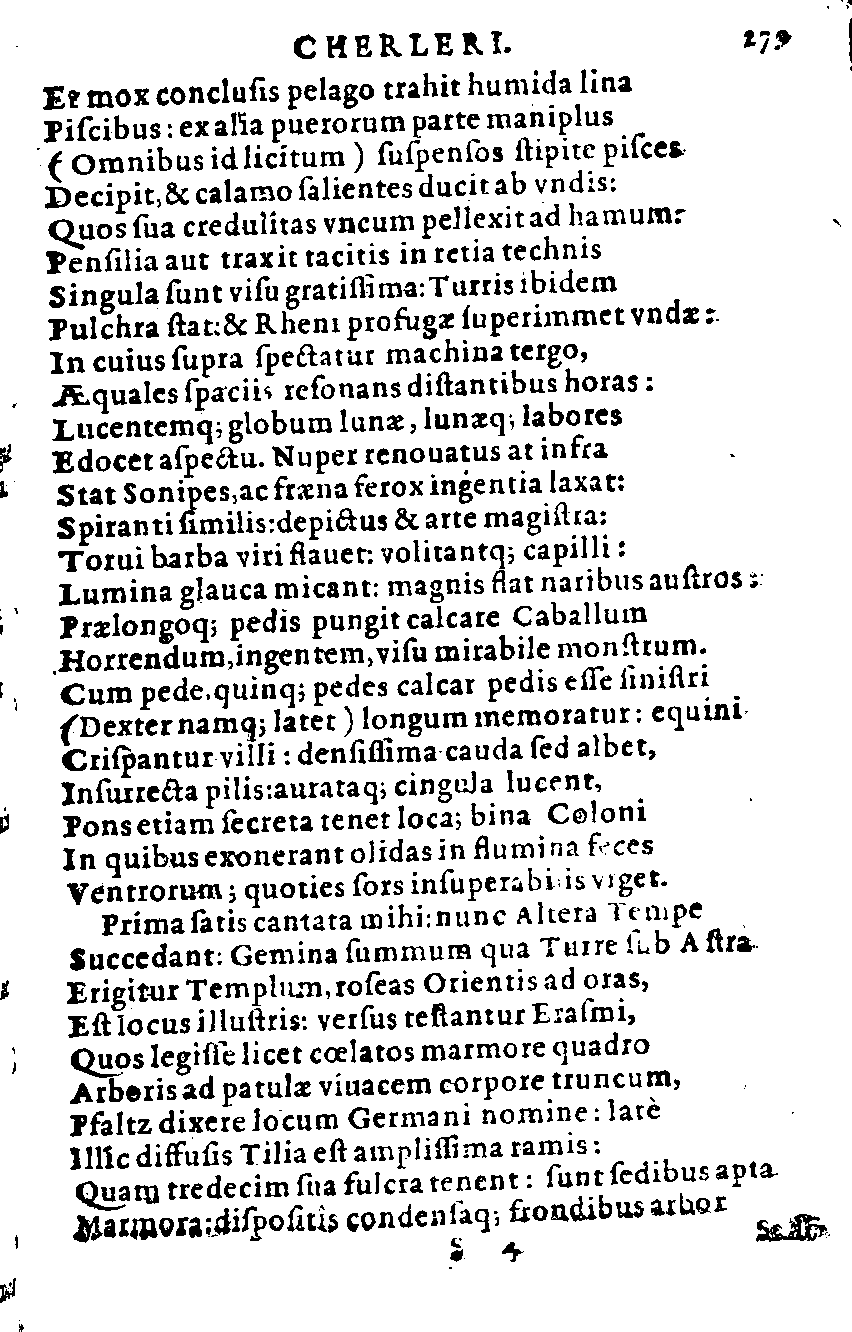 CHERLERI. 279
Et mox concluſis pelago trahit humida lina
Piſcibus: ex alia puerorum parte maniplus
(Omnibus id licitum) ſuſpenſos ſtipite piſces
Decipit, & calamo ſalientes ducit ab vndis:
Quos ſua credulitas vncum pellexit ad hamum:
Penſilia aut traxit tacitis in retia technis
Singula ſunt viſu gratiſſima: Turris ibidem
Pulchra ſtat: & Rheni profugæ ſuperimmet vndæ:
In cuius ſupra ſpectatur machina tergo,
Æquales ſpaciis reſonans diſtantibus horas:
Lucentemq; globum lunæ, lunæq; labores
Edocet aſpectu. Nuper renouatus at infra
Stat Sonipes, ac fræna ferox ingentia laxat:
Spiranti ſimilis: depictus & arte magiſtra:
Torui barba viri flauet: volitantq; capilli:
Lumina glauca micant: magnis flat naribus auſtros:
Prælongoq; pedis pungit calcare Caballum
Horrendum, ingentem, viſu mirabile monſtrum.
Cum pede, quinq; pedes calcar pedis eſſe ſiniſtri
(Dexter namq; latet) longum memoratur: equini
Criſpantur villi: denſiſſima cauda ſed albet,
Inſurrecta pilis: aurataq; cingula lucent,
Pons etiam ſecreta tenet loca; bina Coloni
In quibus exonerant olidas in flumina feces
Ventrorum; quoties ſors inſuperabilis vrget.
Prima ſatis cantata mihi: nunc Altera Tempe
Succedant: Gemina ſummum qua Turre ſub Aſtra
Erigitur Templum, roſeas Orientis ad oras,
Eſt locus illuſtris: verſus teſtantur Eraſmi,
Quos legiſſe licet cœlatos marmore quadro
Arboris ad patulæ viuacem corpore truncum,
Pfaltz dixere locum Germani nomine: latè
Illic diffuſis Tilia eſt ampliſſima ramis:
Quam tredecim ſua fulcra tenent: ſunt ſedibus apta
Marmora: diſpoſitis condenſaq; frondibus arbor
S 4